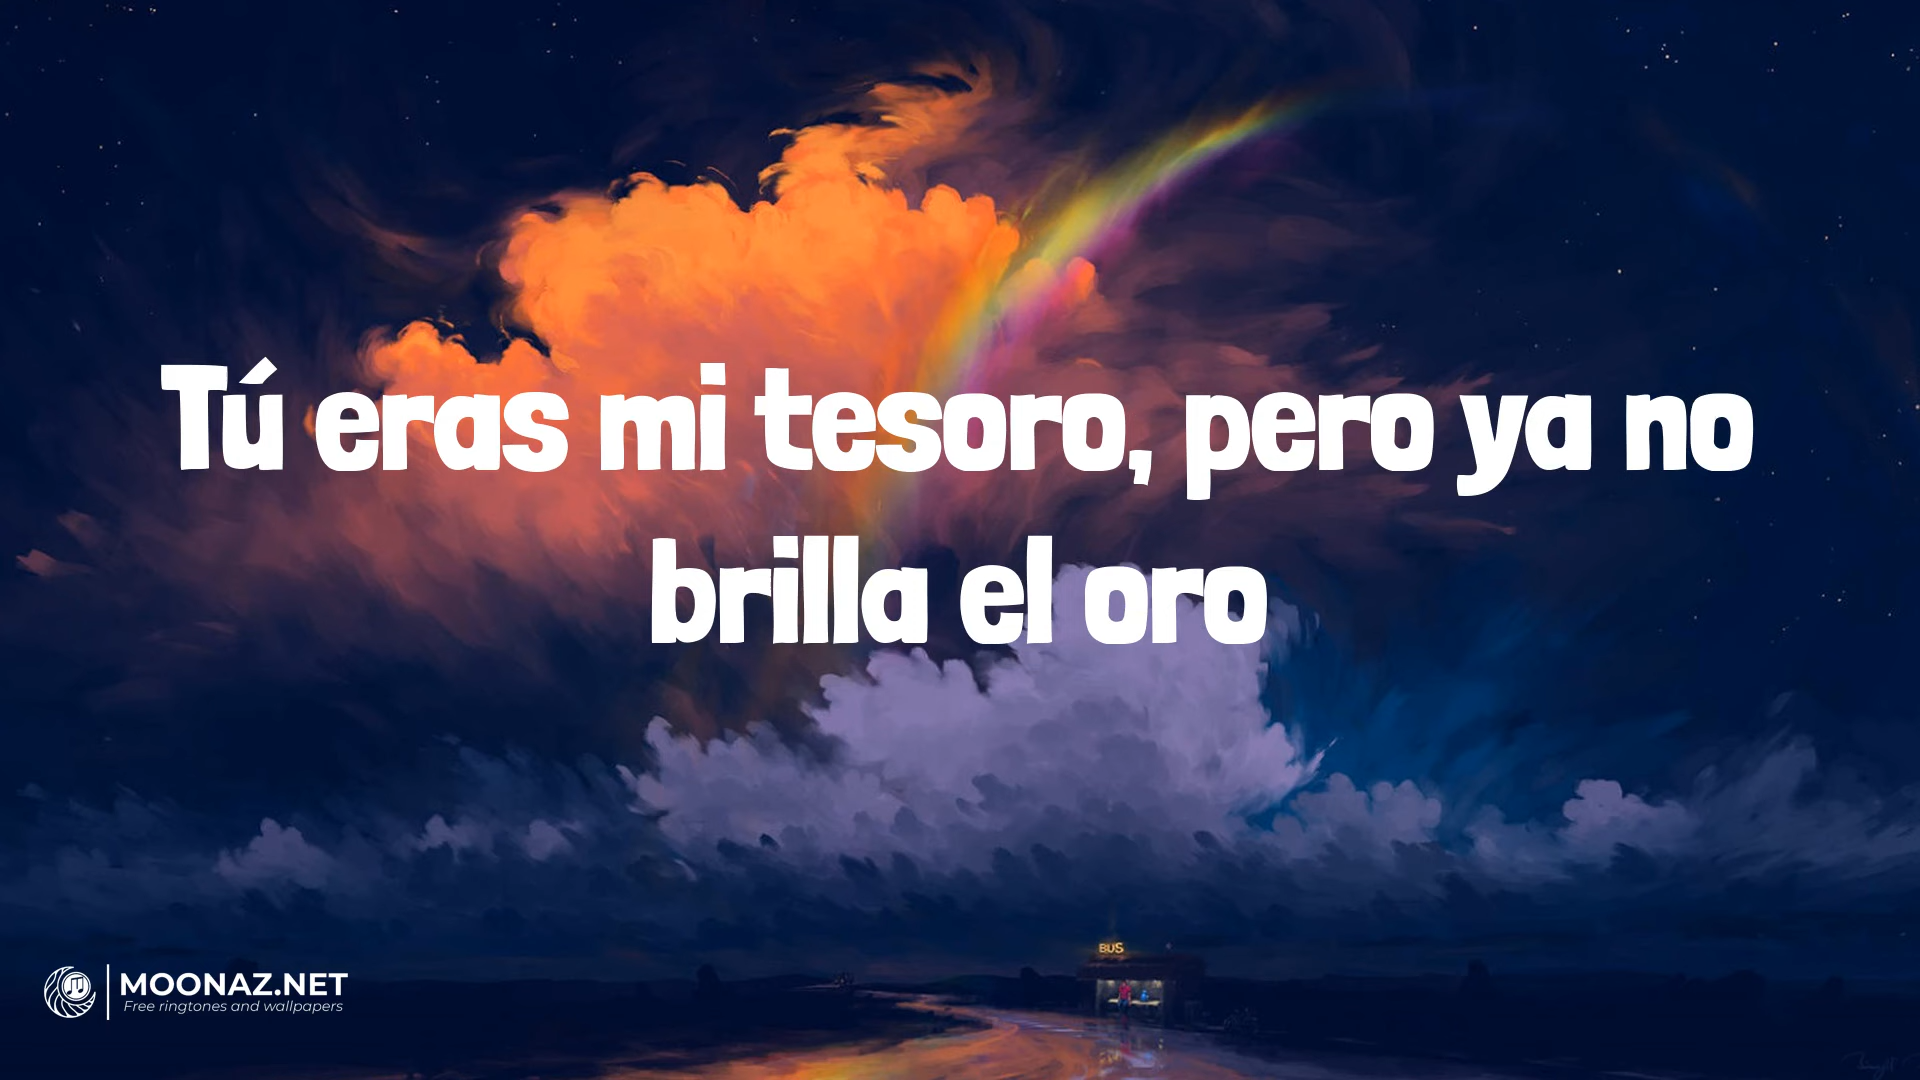 Tú eras mi tesoro, pero ya no
brilla el oro
BUS
MOONAZ.NET
Free ringtones and wallpapers